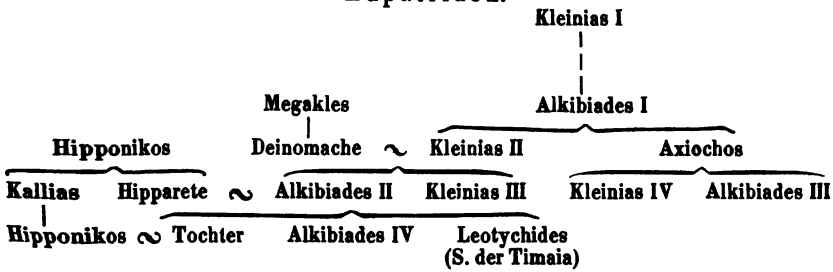 Kleinias I
Megakles Alkibiades I
Hipponikos Deinomache ~ Kleinias II Axiochos
Kallias Hipparete ~ Alkibiades II Kleinias III Kleinias IV Alkibiades III
Hipponikos ~ Tochter Alkibiades IV Leotychides
(S. der Timaia)